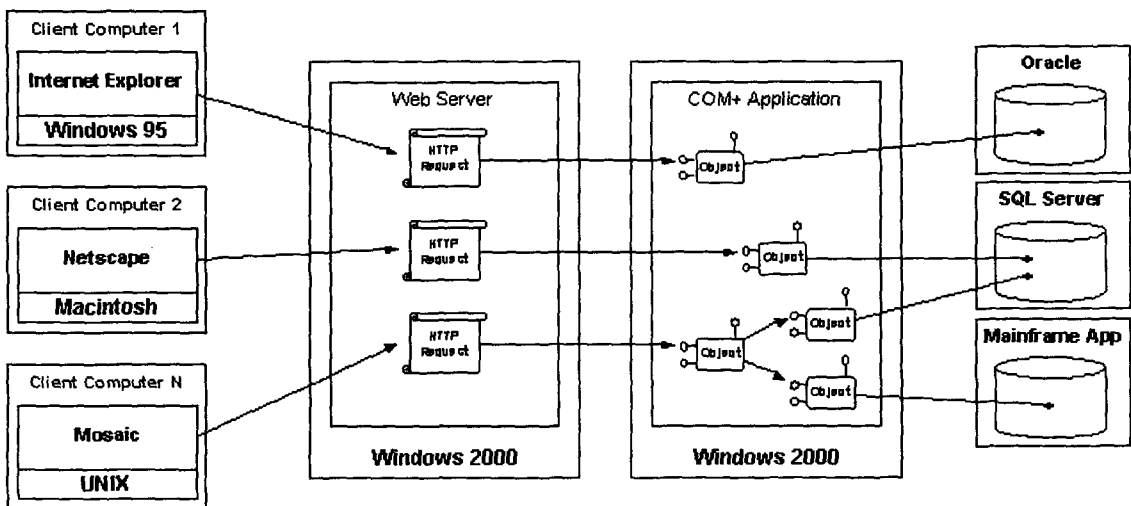 Client Computer 1
Internet Explorer
Windows 95
Client Computer 2
Netscape
Macintosh
Client Computer N
Mosaic
UNIX
Web Server
HTTP
Request
HTTP
Request
HTTP
Request
Windows 2000
COM+ Application
Object
Object
Object
Object
Object
Windows 2000
Oracle
SQL Server
Mainframe App